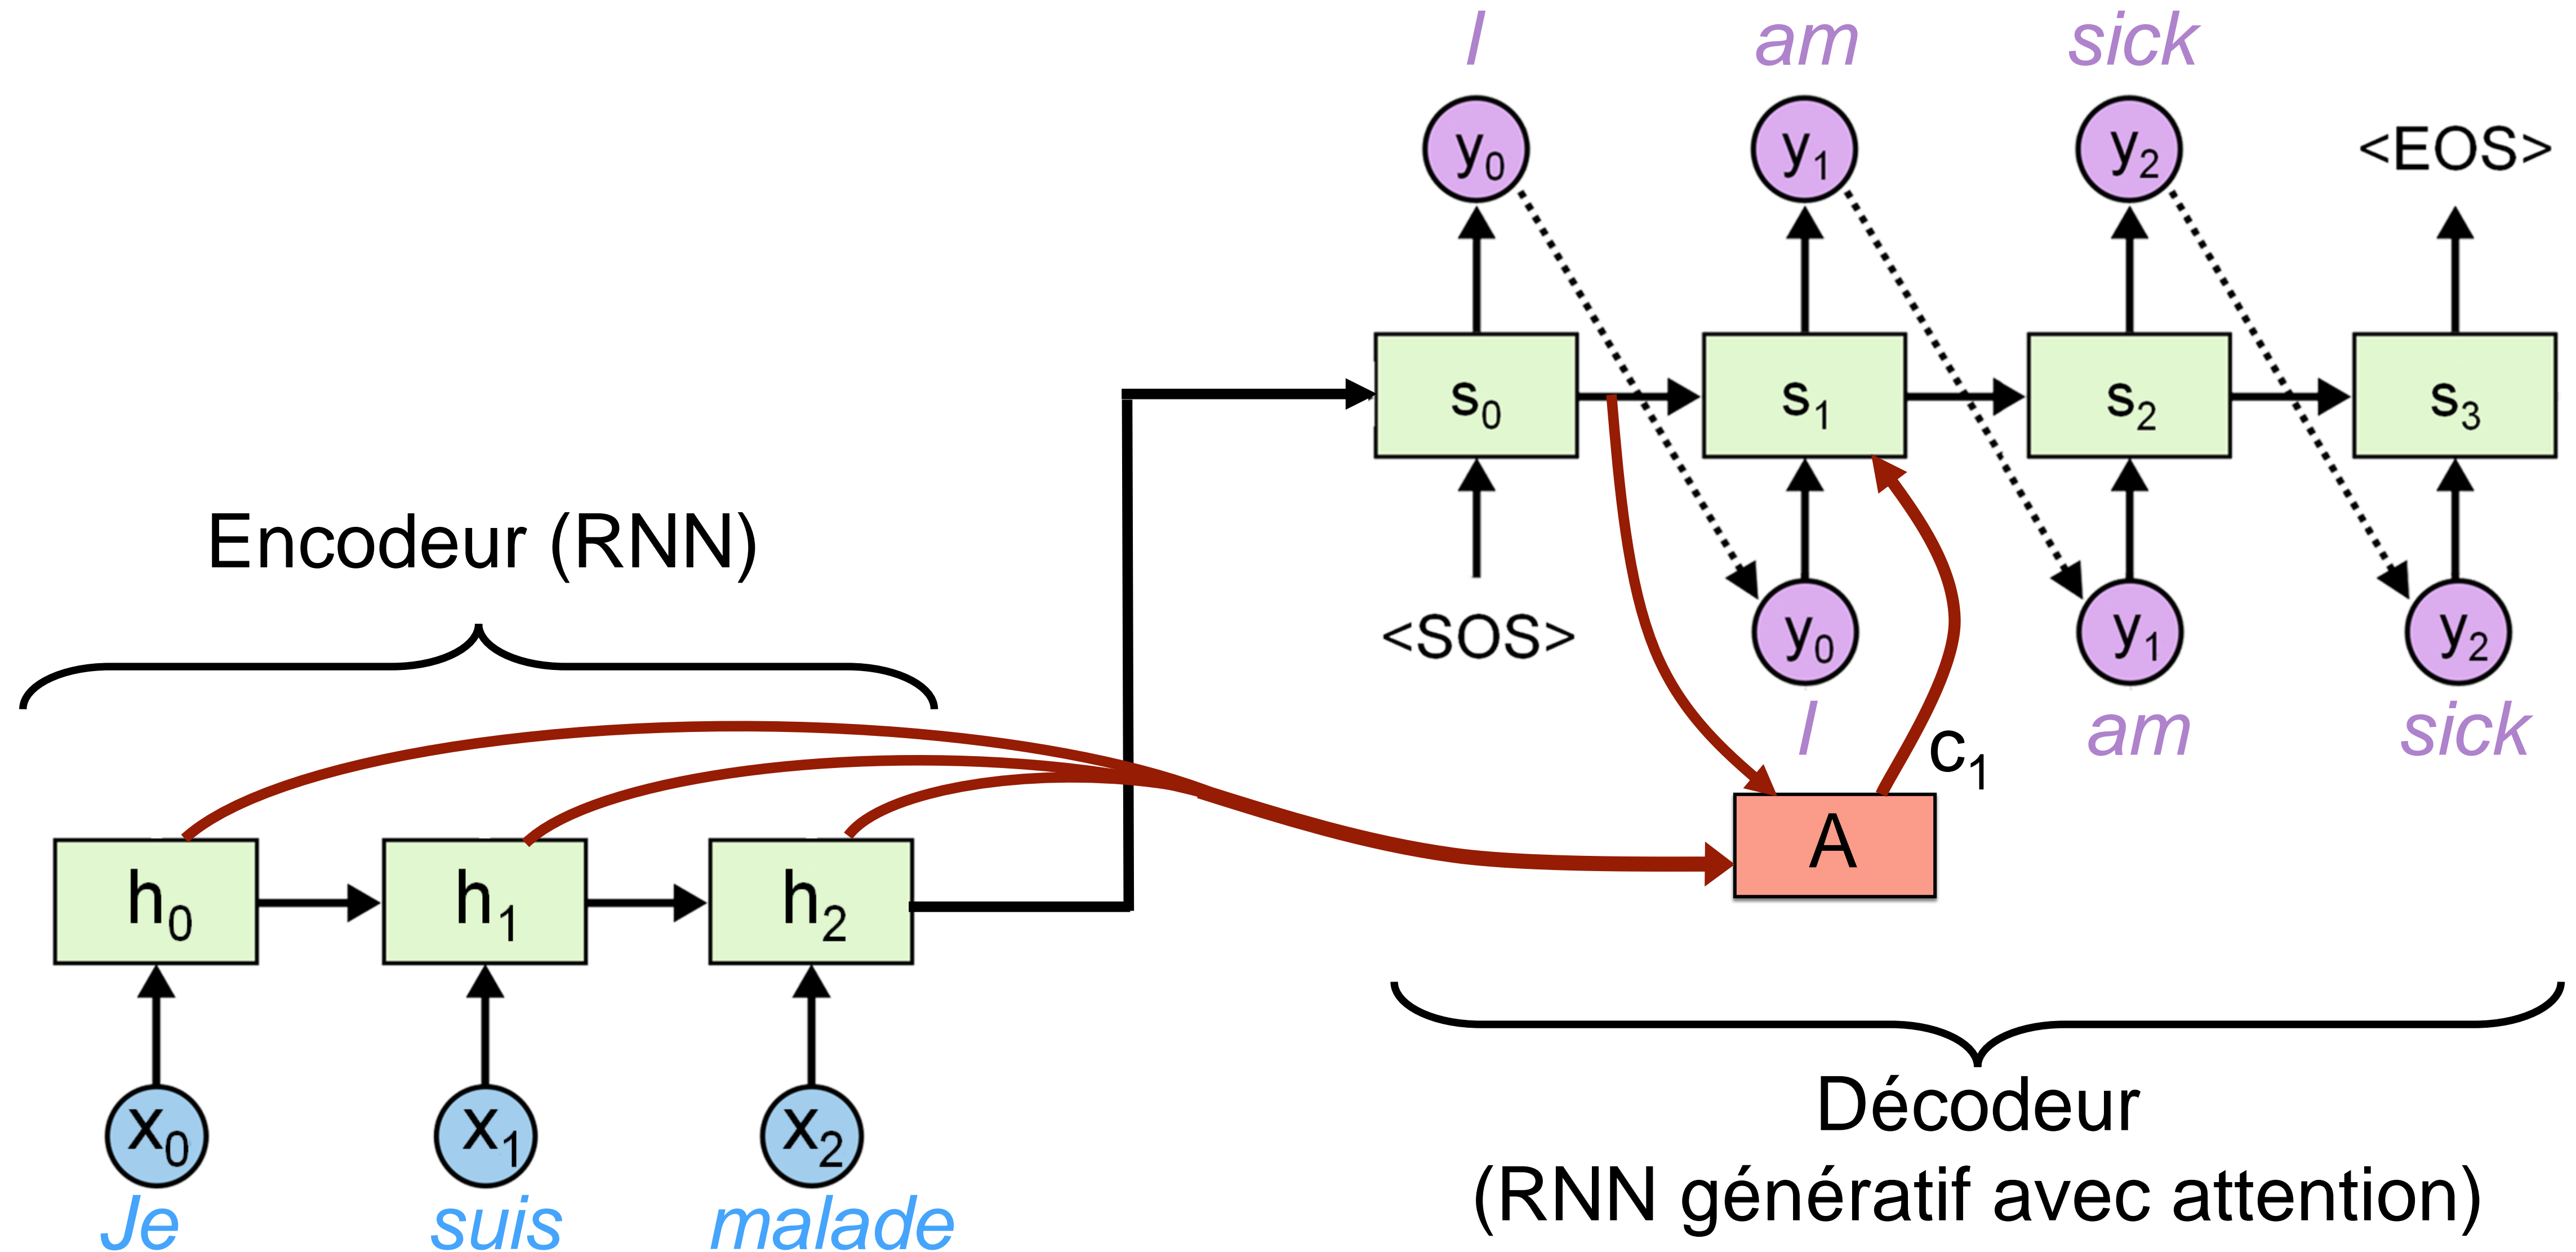 I am sick
y0 y1 y2 <EOS>
s0 s1 s2 s3
Encodeur (RNN)
<SOS> y0 y1 y2
I am sick
c1
A
h0 h1 h2
x0 x1 x2
Je suis malade
Décodeur
(RNN génératif avec attention)